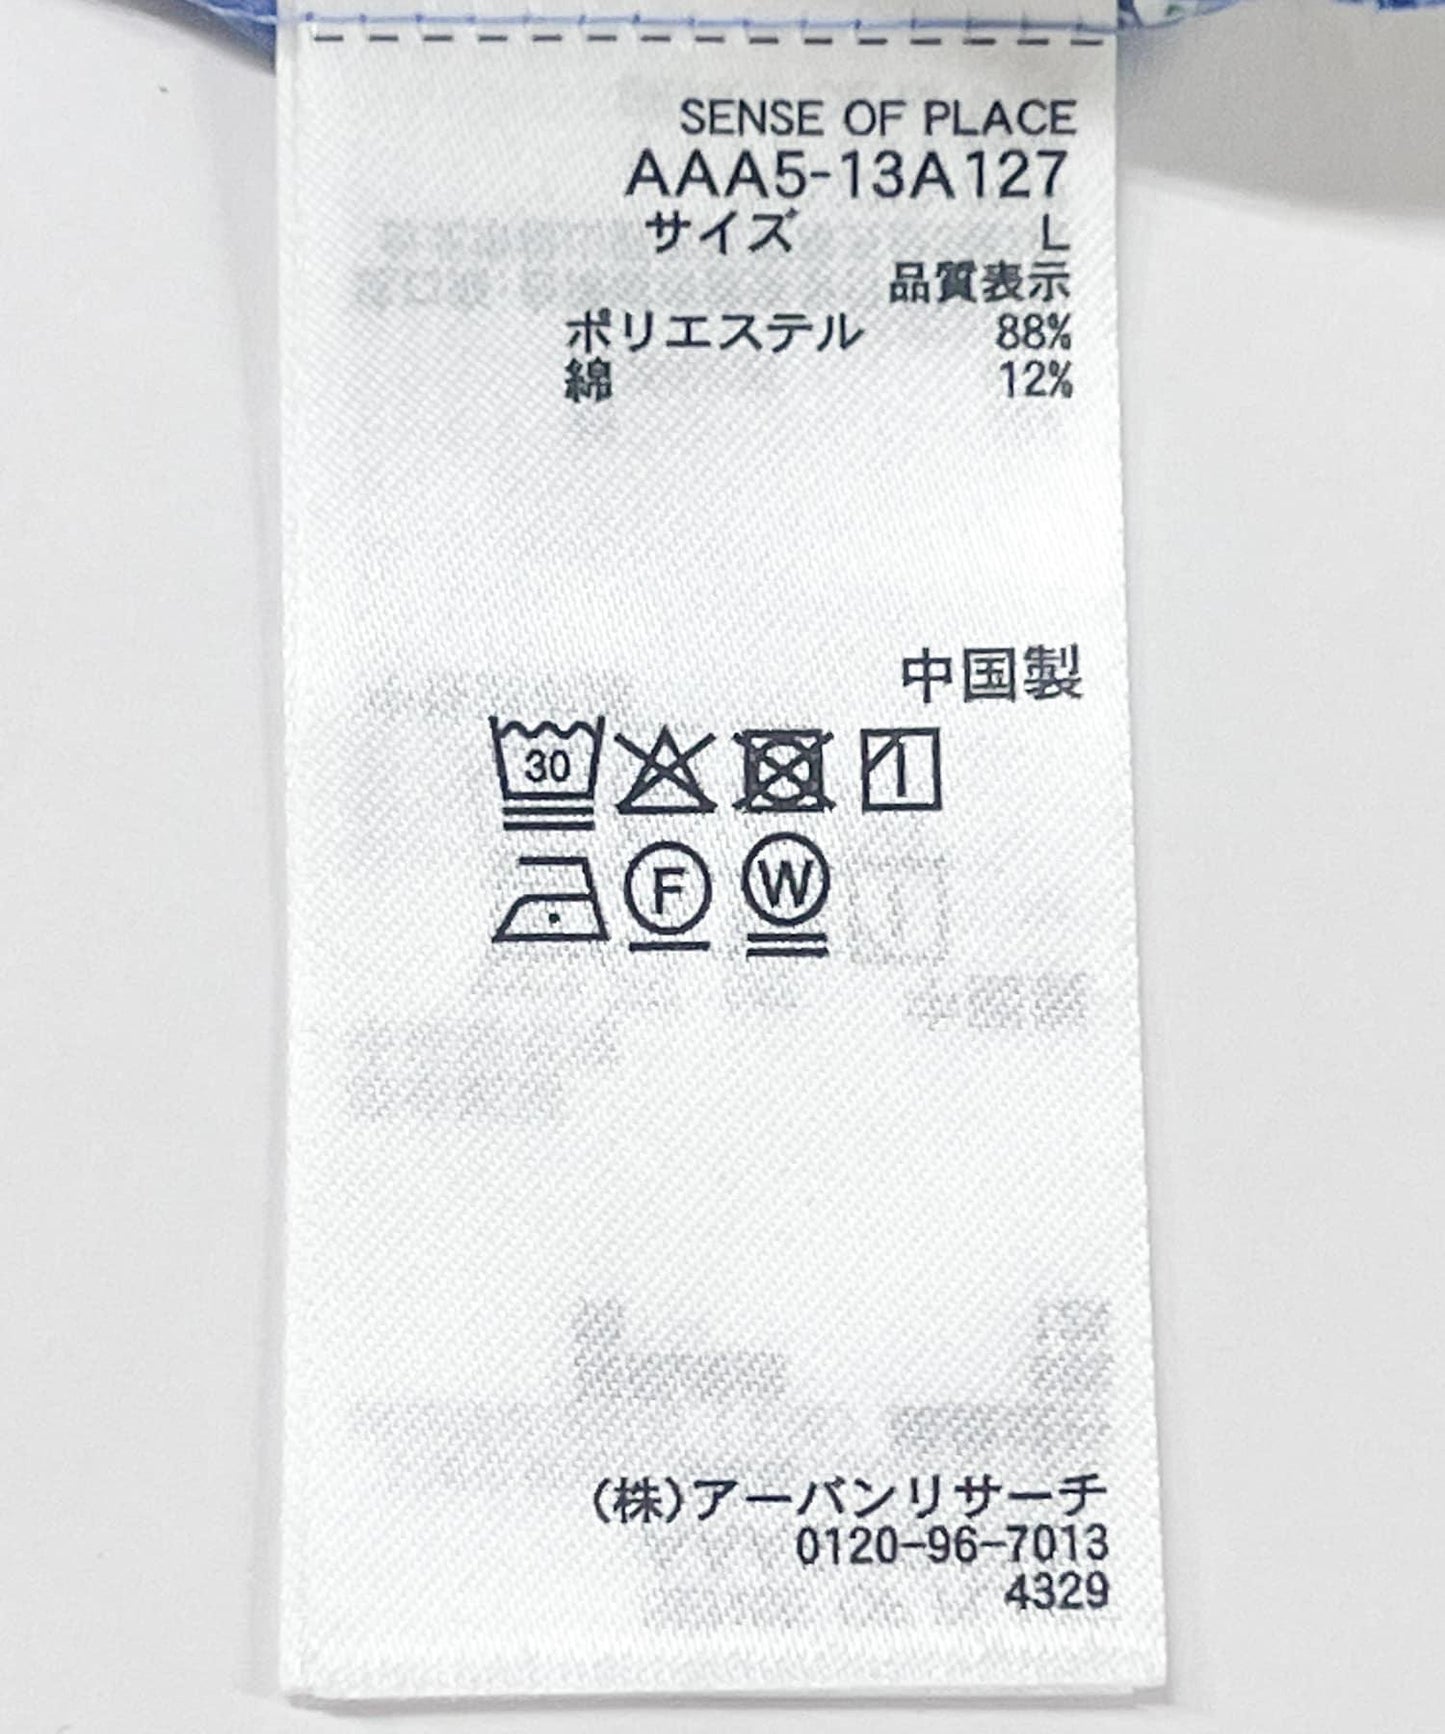 SENSE OF PLACE
AAA5-13A127
サイズ L
品質表示
ポリエステル 88%
綿 12%
中国製
30
F W
(株)アーバンリサーチ
0120-96-7013
4329